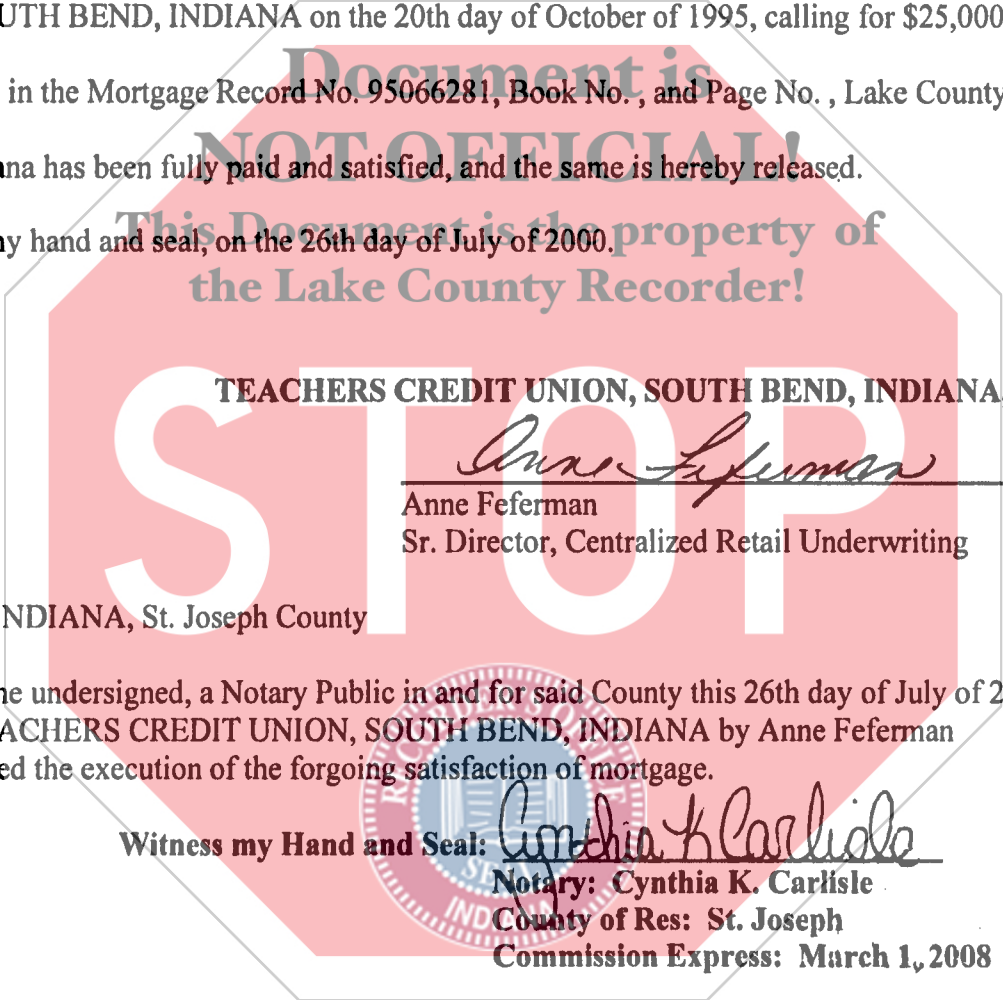 UTH BEND, INDIANA on the 20th day of October of 1995, calling for $25,000
Document is
in the Mortgage Record No. 95066281, Book No. , and Page No. , Lake County
NOT OFFICIAL!
ana has been fully paid and satisfied, and the same is hereby released.
This Document is the property of
ny hand and seal, on the 26th day of July of 2000.
the Lake County Recorder!
STOP
TEACHERS CREDIT UNION, SOUTH BEND, INDIANA
Anne Feferman
Anne Feferman
Sr. Director, Centralized Retail Underwriting
NDIANA, St. Joseph County
ne undersigned, a Notary Public in and for said County this 26th day of July of 2
ACHERS CREDIT UNION, SOUTH BEND, INDIANA by Anne Feferman
ed the execution of the forgoing satisfaction of mortgage.
RECORDER'S OFFICE
SEAL
INDIANA
Witness my Hand and Seal: Cynthia K Carlisle
Notary: Cynthia K. Carlisle
County of Res: St. Joseph
Commission Express: March 1, 2008